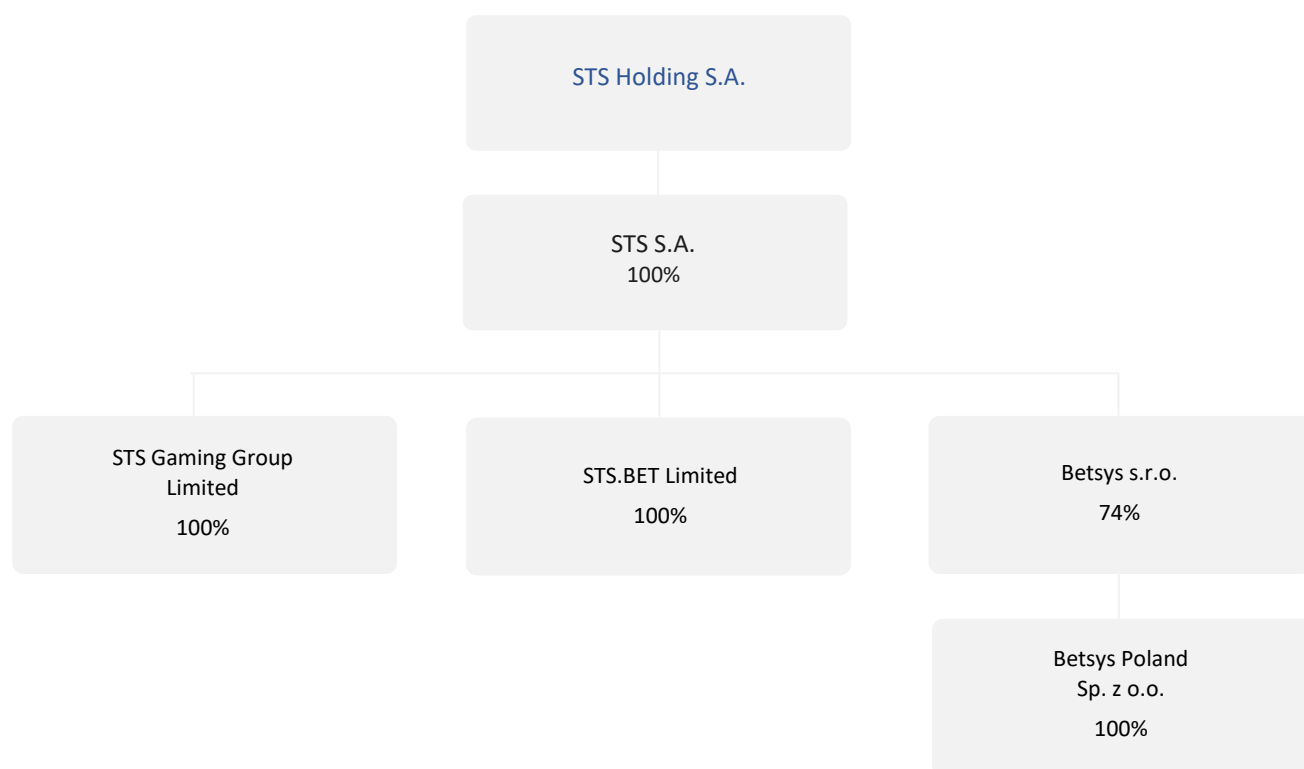 STS Holding S.A.
STS S.A.
100%
STS Gaming Group
Limited
100%
STS.BET Limited
100%
Betsys s.r.o.
74%
Betsys Poland
Sp. z o.o.
100%